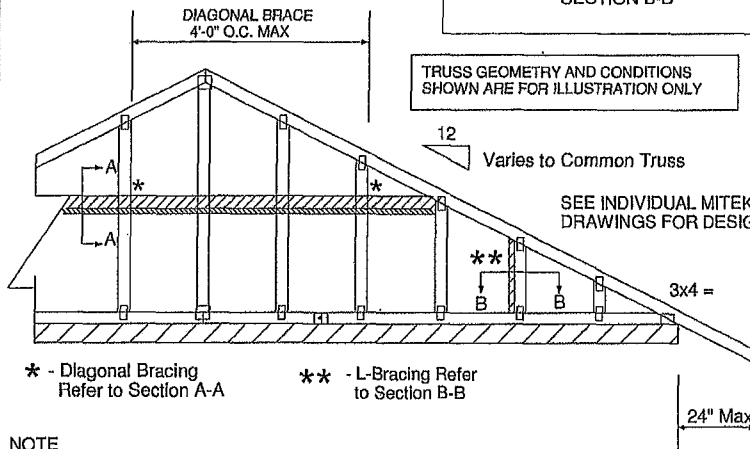 SECTION B-B
DIAGONAL BRACE
4'-0" O.C. MAX
TRUSS GEOMETRY AND CONDITIONS
SHOWN ARE FOR ILLUSTRATION ONLY
12
Varies to Common Truss
A
*
*
SEE INDIVIDUAL MITEK
DRAWINGS FOR DESIG
A
**
B
B
3x4 =
* - Diagonal Bracing
Refer to Section A-A
** - L-Bracing Refer
to Section B-B
24" Max
NOTE